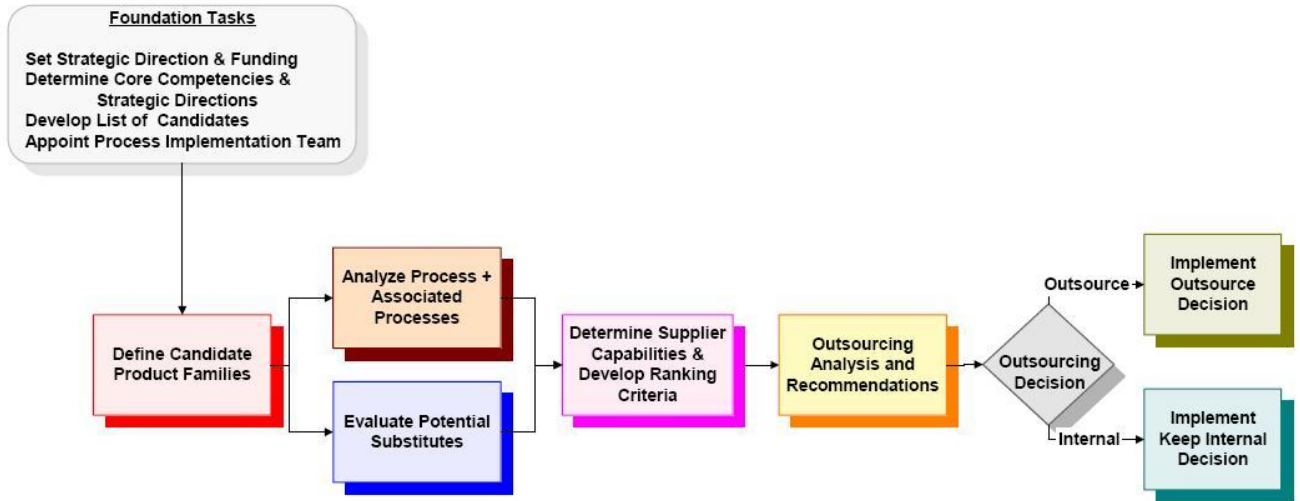 Foundation Tasks
Set Strategic Direction & Funding
Determine Core Competencies &
Strategic Directions
Develop List of Candidates
Appoint Process Implementation Team
Define Candidate
Product Families
Analyze Process +
Associated
Processes
Evaluate Potential
Substitutes
Determine Supplier
Capabilities &
Develop Ranking
Criteria
Outsourcing
Analysis and
Recommendations
Outsourcing
Decision
Outsource
Implement
Outsource
Decision
Internal
Implement
Keep Internal
Decision